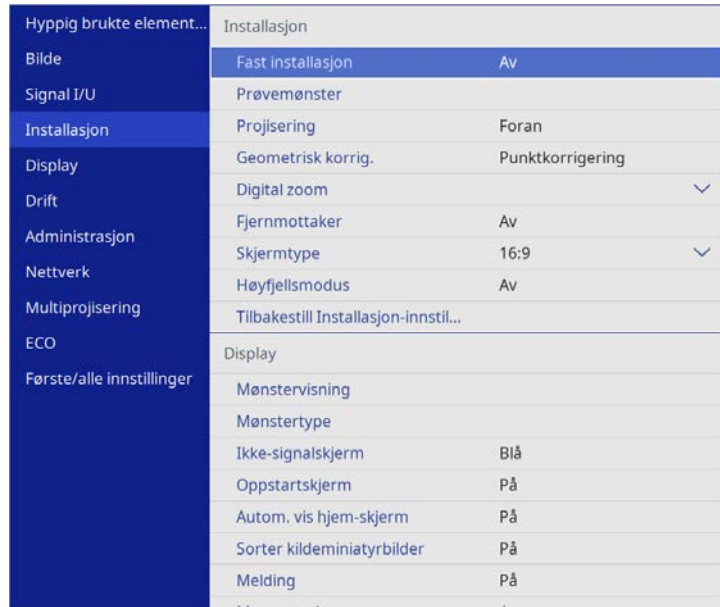 Hyppig brukte element...
Bilde
Signal I/U
Installasjon
Display
Drift
Administrasjon
Nettverk
Multiprojisering
ECO
Første/alle innstillinger
Installasjon
Fast installasjon Av
Prøvemønster
Projisering Foran
Geometrisk korrig. Punktkorrigering
Digital zoom
Fjernmottaker Av
Skjermtype 16:9
Høyfjellsmodus Av
Tilbakestill Installasjon-innstil...
Display
Mønstervisning
Mønstertype
Ikke-signalskjerm Blå
Oppstartskjerm På
Autom. vis hjem-skjerm På
Sorter kildeminiatyrbilder På
Melding På